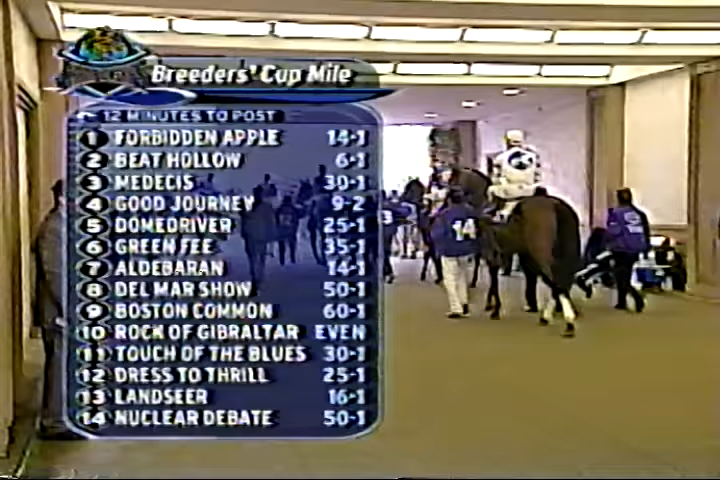 Breeders' Cup Mile
12 MINUTES TO POST
1 FORBIDDEN APPLE 14-1
2 BEAT HOLLOW 6-1
3 MEDECIS 30-1
4 GOOD JOURNEY 9-2
5 DOMEDRIVER 25-1
6 GREEN FEE 35-1
7 ALDEBARAN 14-1
8 DEL MAR SHOW 50-1
9 BOSTON COMMON 60-1
10 ROCK OF GIBRALTAR EVEN
11 TOUCH OF THE BLUES 30-1
12 DRESS TO THRILL 25-1
13 LANDSEER 16-1
14 NUCLEAR DEBATE 50-1
3
14